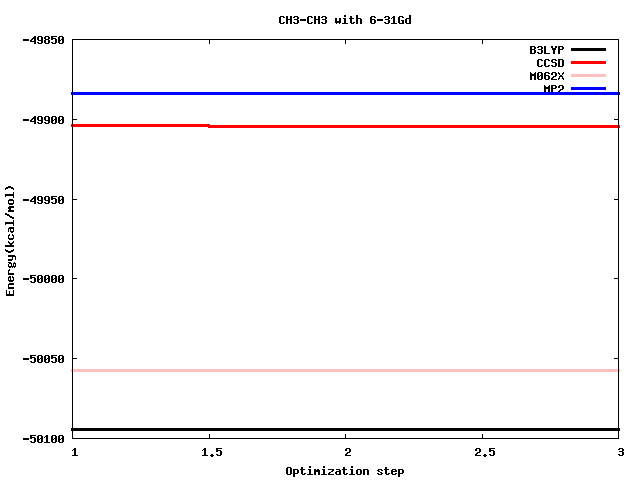 CH3-CH3 with 6-31Gd
-49850
B3LYP
CCSD
M062X
MP2
-49900
-49950
Energy(kcal/mol)
-50000
-50050
-50100
1 1.5 2 2.5 3
Optimization step